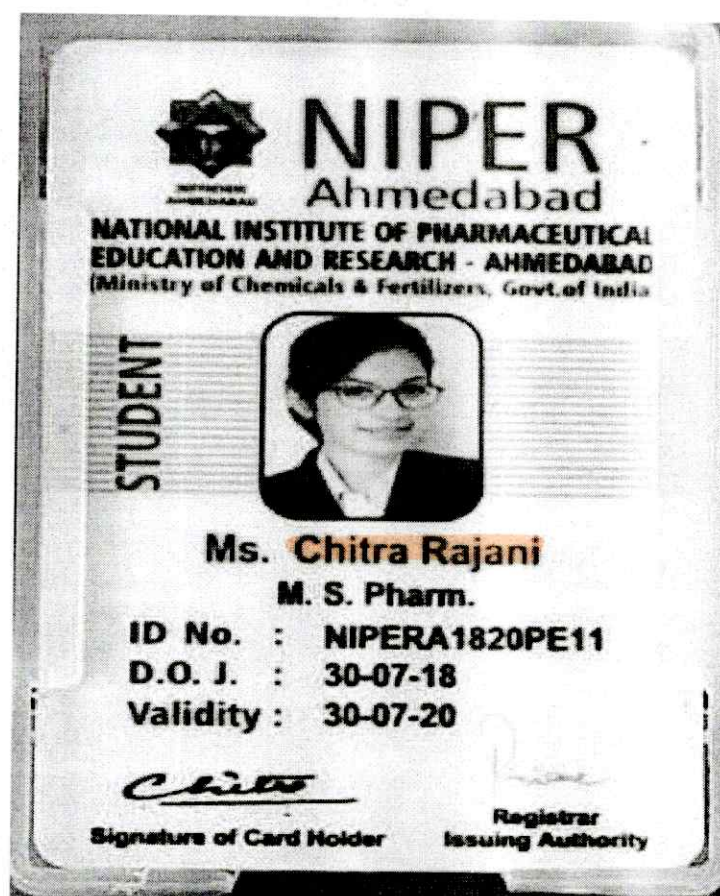 NIPER
Ahmedabad
AHMEDABAD
NATIONAL INSTITUTE OF PHARMACEUTICAL
EDUCATION AND RESEARCH - AHMEDABAD
(Ministry of Chemicals & Fertilizers, Govt.of India
STUDENT
Ms. Chitra Rajani
M. S. Pharm.
ID No. : NIPERA1820PE11
D.O. J. : 30-07-18
Validity : 30-07-20
Chitra
Signature of Card Holder
Registrar
Issuing Authority